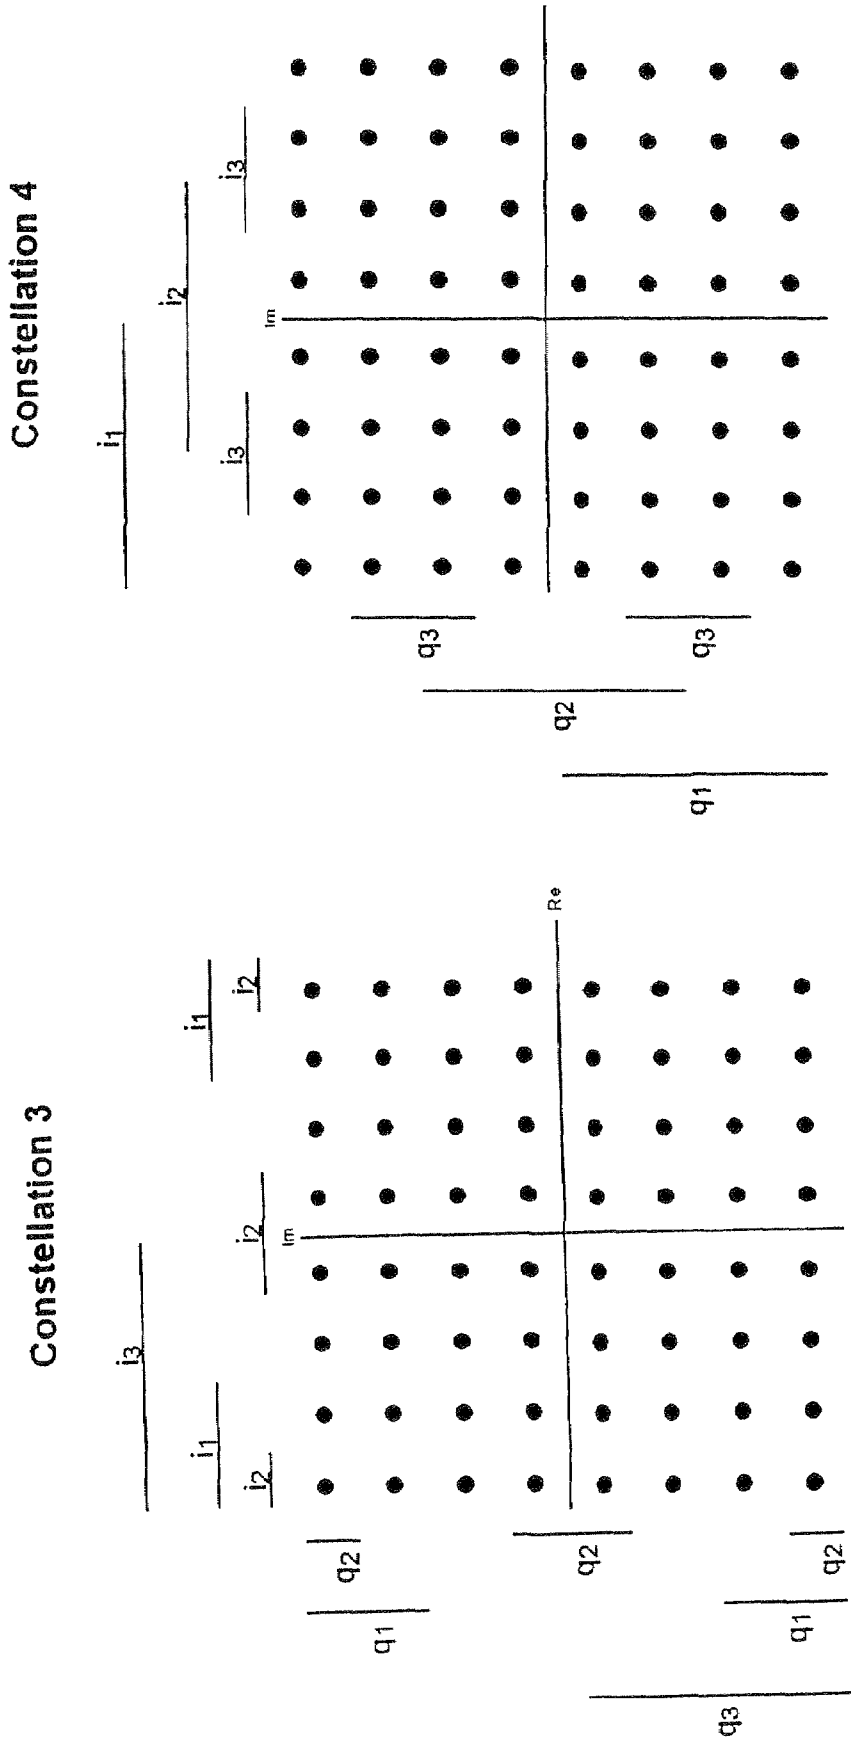 Constellation 3
i3
i1
i1
i2
i2
i2
Im
q2
q1
Re
q2
q3
q1
q2
Constellation 4
i1
i2
i3
i3
Im
q3
q2
q1
q3